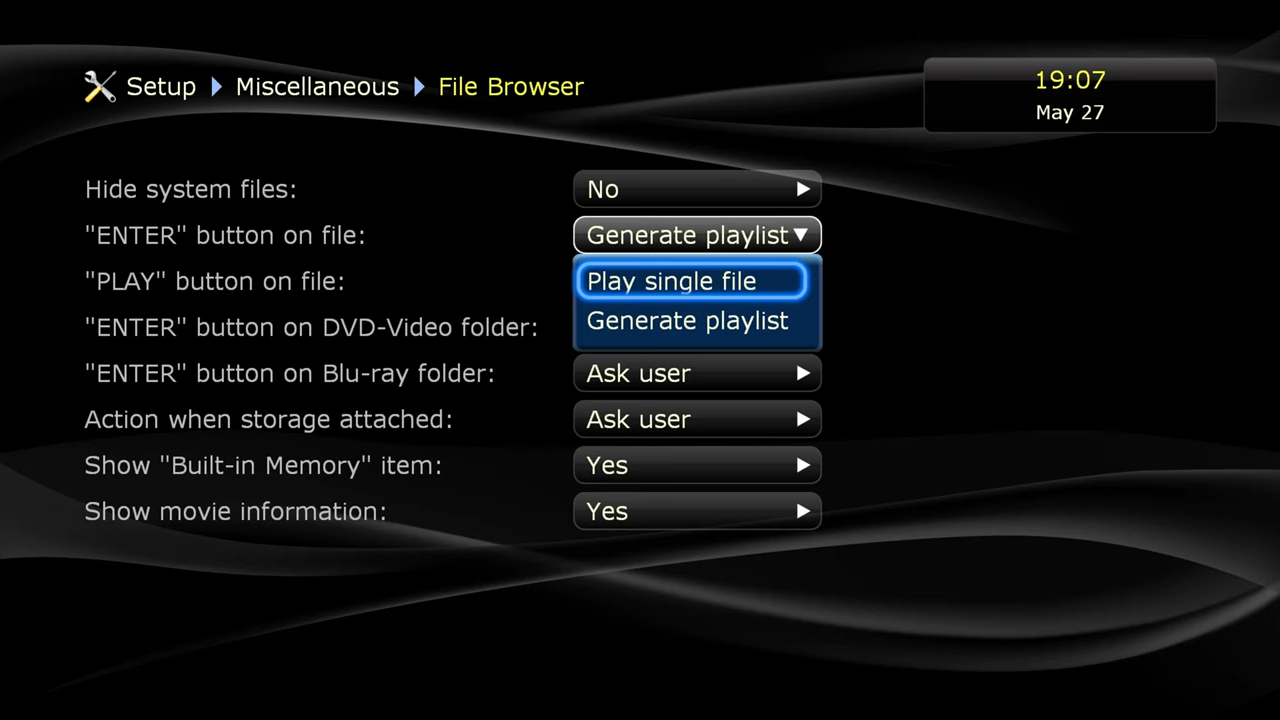 Setup Miscellaneous File Browser
19:07
May 27
Hide system files: No
"ENTER" button on file: Generate playlist
"PLAY" button on file: Play single file
Generate playlist
"ENTER" button on DVD-Video folder:
"ENTER" button on Blu-ray folder: Ask user
Action when storage attached: Ask user
Show "Built-in Memory" item: Yes
Show movie information: Yes